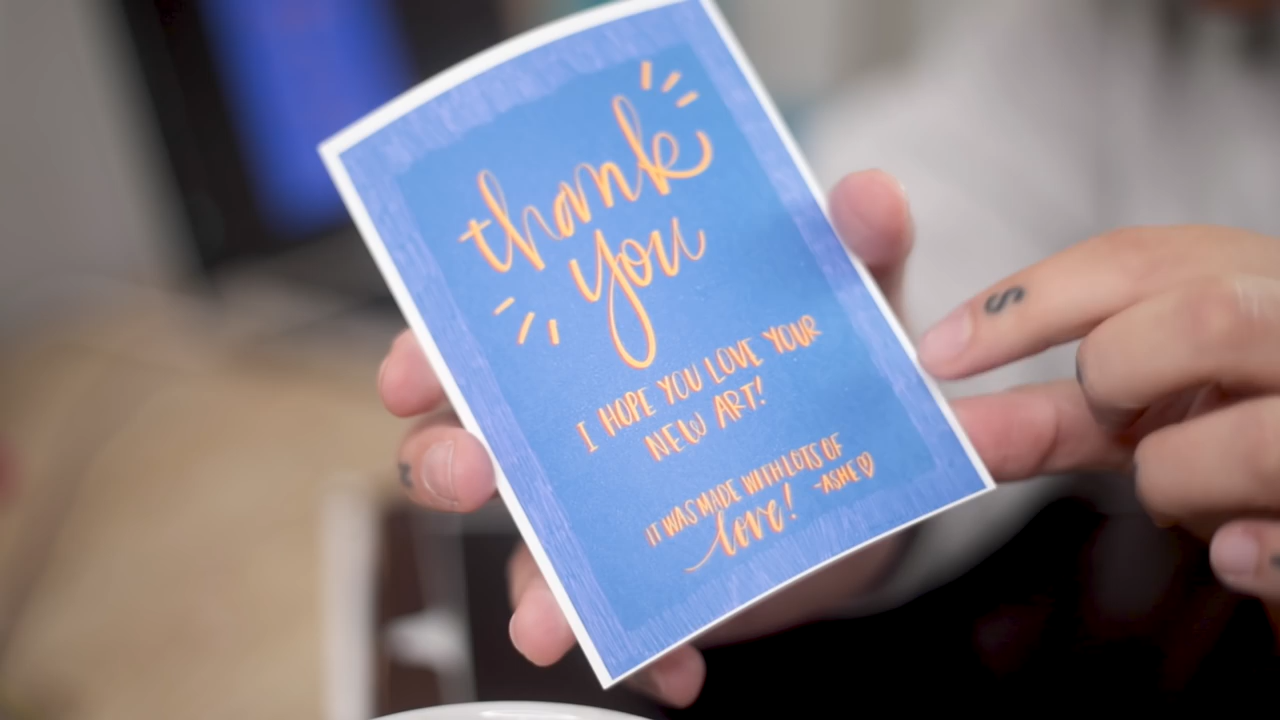 thank
you
I HOPE YOU LOVE YOUR
NEW ART!
IT WAS MADE WITH LOTS OF
love! -ASHE♡
S